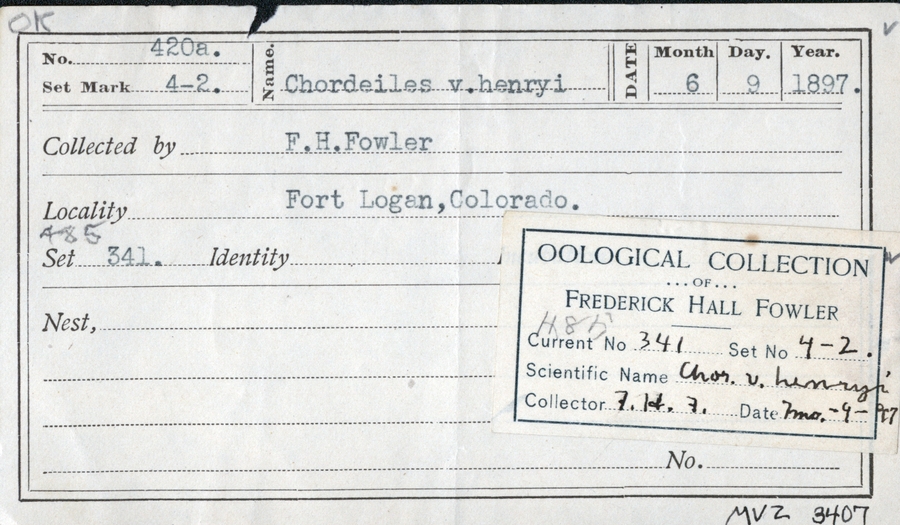 OK
No. 420a. Name. Chordeiles v.henryi DATE Month Day. Year.
Set Mark 4-2. 6 9 1897.
Collected by F.H.Fowler
Locality Fort Logan,Colorado.
485
Set 341. Identity
Nest,
No.
OOLOGICAL COLLECTION
...OF...
FREDERICK HALL FOWLER
485
Current No 341 Set No 4-2.
Scientific Name Chor. v. henryi
Collector F. H. F. Date 7mo.-9-97
MVZ 3407